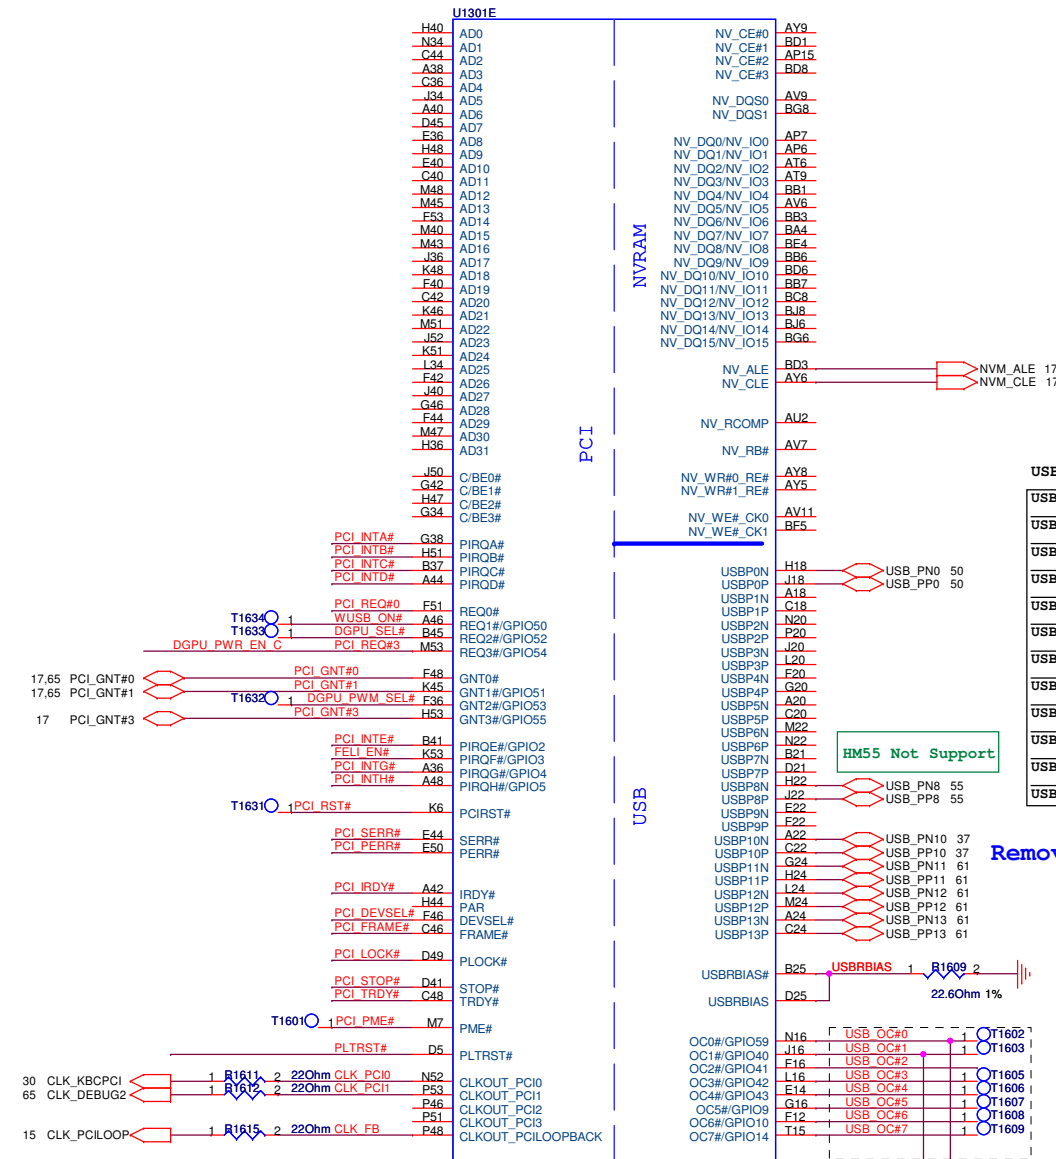 U1301E
H40 AD0 NV_CE#0 AY9
N34 AD1 NV_CE#1 BD1
C44 AD2 NV_CE#2 AP15
A38 AD3 NV_CE#3 BD8
C36 AD4
J34 AD5 NV_DQS0 AV9
A40 AD6 NV_DQS1 BG8
D45 AD7
E36 AD8 NV_DQ0/NV_IO0 AP7
H48 AD9 NV_DQ1/NV_IO1 AP6
E40 AD10 NV_DQ2/NV_IO2 AT6
C40 AD11 NV_DQ3/NV_IO3 AT9
M48 AD12 NV_DQ4/NV_IO4 BB1
M45 AD13 NV_DQ5/NV_IO5 AV6
F53 AD14 NV_DQ6/NV_IO6 BB3
M40 AD15 NV_DQ7/NV_IO7 BA4
M43 AD16 NV_DQ8/NV_IO8 BE4
J36 AD17 NV_DQ9/NV_IO9 BB6
K48 AD18 NV_DQ10/NV_IO10 BD6
F40 AD19 NV_DQ11/NV_IO11 BB7
C42 AD20 NV_DQ12/NV_IO12 BC8
K46 AD21 NV_DQ13/NV_IO13 BJ8
M51 AD22 NV_DQ14/NV_IO14 BJ6
J52 AD23 NV_DQ15/NV_IO15 BG6
K51 AD24
L34 AD25 NV_ALE BD3 NVM_ALE 17
F42 AD26 NV_CLE AY6 NVM_CLE 17
J40 AD27
G46 AD28
F44 AD29 NV_RCOMP AU2
M47 AD30
H36 AD31 NV_RB# AV7
NVRAM
PCI
J50 C/BE0# NV_WR#0_RE# AY8
G42 C/BE1# NV_WR#1_RE# AY5
H47 C/BE2#
G34 C/BE3# NV_WE#_CK0 AV11
NV_WE#_CK1 BF5
PCI_INTA# G38 PIRQA#
PCI_INTB# H51 PIRQB#
PCI_INTC# B37 PIRQC# USBP0N H18 USB_PN0 50
PCI_INTD# A44 PIRQD# USBP0P J18 USB_PP0 50
USBP1N A18
PCI_REQ#0 F51 REQ0# USBP1P C18
T1634 1 WUSB_ON# A46 REQ1#/GPIO50 USBP2N N20
T1633 1 DGPU_SEL# B45 REQ2#/GPIO52 USBP2P P20
DGPU_PWR_EN_C PCI_REQ#3 M53 REQ3#/GPIO54 USBP3N J20
USBP3P L20
17,65 PCI_GNT#0 PCI_GNT#0 F48 GNT0# USBP4N F20
17,65 PCI_GNT#1 PCI_GNT#1 K45 GNT1#/GPIO51 USBP4P G20
T1632 1 DGPU_PWM_SEL# F36 GNT2#/GPIO53 USBP5N A20
17 PCI_GNT#3 PCI_GNT#3 H53 GNT3#/GPIO55 USBP5P C20
USBP6N M22
PCI_INTE# B41 PIRQE#/GPIO2 USBP6P N22
FELI_EN# K53 PIRQF#/GPIO3 USBP7N B21
HM55 Not Support
PCI_INTG# A36 PIRQG#/GPIO4 USBP7P D21
PCI_INTH# A48 PIRQH#/GPIO5 USBP8N H22 USB_PN8 55
USBP8P J22 USB_PP8 55
T1631 1 PCI_RST# K6 PCIRST# USBP9N E22
USBP9P F22
USB
PCI_SERR# E44 SERR# USBP10N A22 USB_PN10 37
PCI_PERR# E50 PERR# USBP10P C22 USB_PP10 37
USBP11N G24 USB_PN11 61
USBP11P H24 USB_PP11 61
PCI_IRDY# A42 IRDY# USBP12N L24 USB_PN12 61
H44 PAR USBP12P M24 USB_PP12 61
PCI_DEVSEL# F46 DEVSEL# USBP13N A24 USB_PN13 61
PCI_FRAME# C46 FRAME# USBP13P C24 USB_PP13 61
PCI_LOCK# D49 PLOCK#
USBRBIAS# B25 USBRBIAS 1 R1609 2
PCI_STOP# D41 STOP#
PCI_TRDY# C48 TRDY# USBRBIAS D25 22.6Ohm 1%
T1601 1 PCI_PME# M7 PME#
OC0#/GPIO59 N16 USB_OC#0 1 T1602
PLTRST# D5 PLTRST# OC1#/GPIO40 J16 USB_OC#1 1 T1603
OC2#/GPIO41 F16 USB_OC#2
30 CLK_KBCPCI 1 R1611 2 22Ohm CLK_PCI0 N52 CLKOUT_PCI0 OC3#/GPIO42 L16 USB_OC#3 1 T1605
65 CLK_DEBUG2 1 R1612 2 22Ohm CLK_PCI1 P53 CLKOUT_PCI1 OC4#/GPIO43 E14 USB_OC#4 1 T1606
P46 CLKOUT_PCI2 OC5#/GPIO9 G16 USB_OC#5 1 T1607
P51 CLKOUT_PCI3 OC6#/GPIO10 F12 USB_OC#6 1 T1608
15 CLK_PCILOOP 1 R1615 2 22Ohm CLK_FB P48 CLKOUT_PCILOOPBACK OC7#/GPIO14 T15 USB_OC#7 1 T1609
USB
USB
USB
USB
USB
USB
USB
USB
USB
USB
USB
USB
USB
Remov